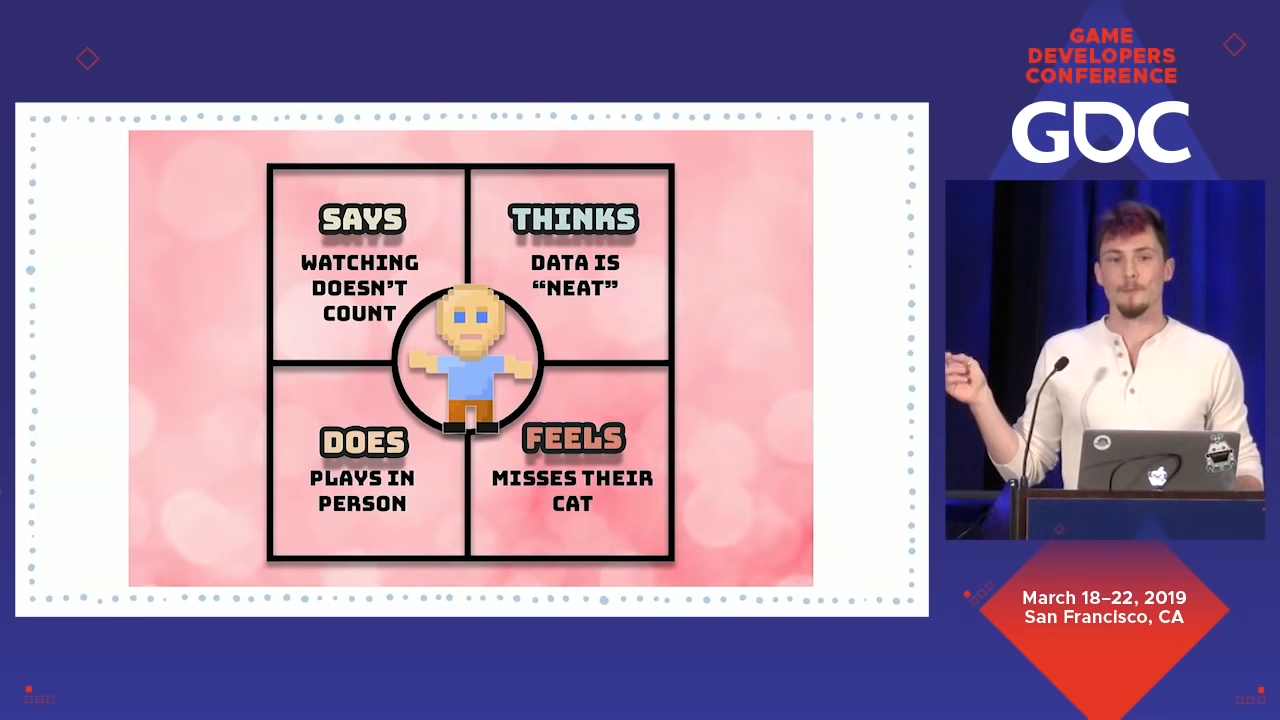 GAME
DEVELOPERS
CONFERENCE
GDC
SAYS
WATCHING
DOESN'T
COUNT
THINKS
DATA IS
“NEAT”
DOES
PLAYS IN
PERSON
FEELS
MISSES THEIR
CAT
March 18–22, 2019
San Francisco, CA